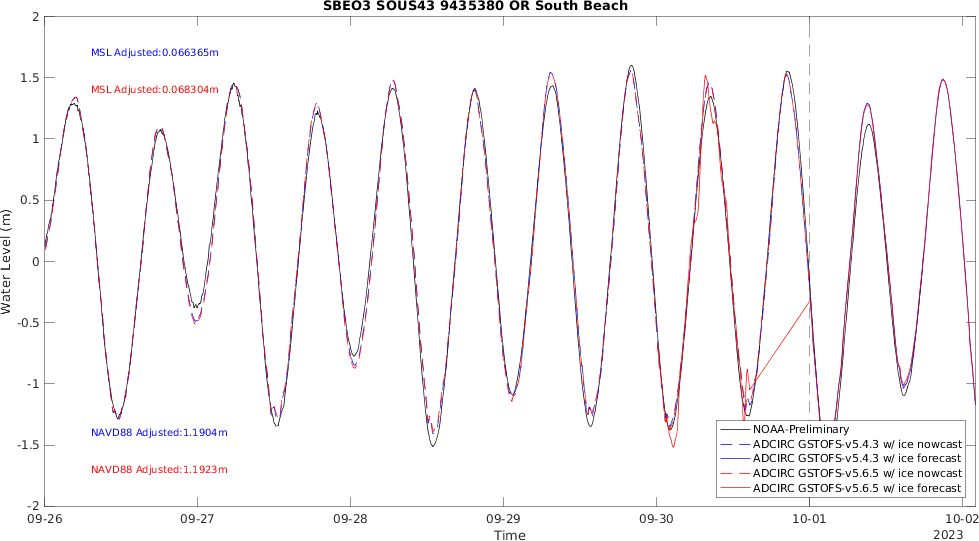 SBEO3 SOUS43 9435380 OR South Beach
Water Level (m)
2
1.5
1
0.5
0
-0.5
-1
-1.5
-2
MSL Adjusted:0.066365m
MSL Adjusted:0.068304m
NAVD88 Adjusted:1.1904m
NAVD88 Adjusted:1.1923m
NOAA-Preliminary
ADCIRC GSTOFS-v5.4.3 w/ ice nowcast
ADCIRC GSTOFS-v5.4.3 w/ ice forecast
ADCIRC GSTOFS-v5.6.5 w/ ice nowcast
ADCIRC GSTOFS-v5.6.5 w/ ice forecast
09-26
09-27
09-28
09-29
09-30
10-01
10-02
2023
Time